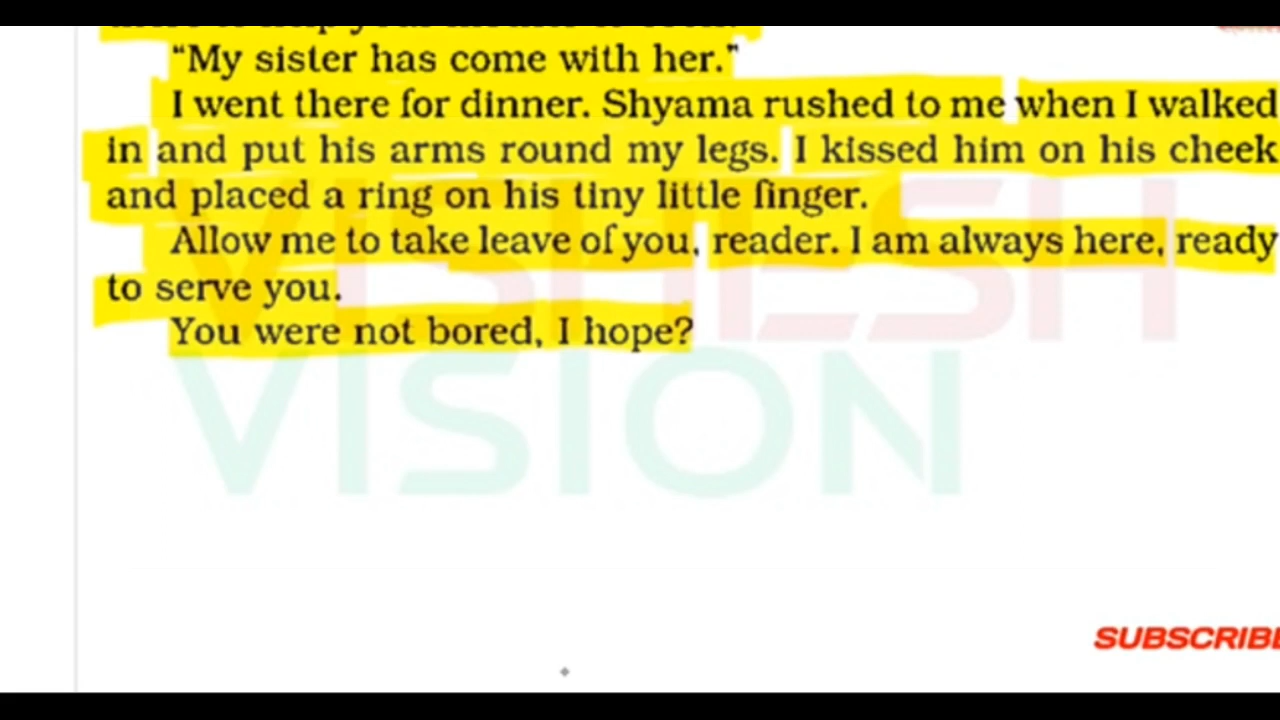 "My sister has come with her."
I went there for dinner. Shyama rushed to me when I walked
in and put his arms round my legs. I kissed him on his cheek
and placed a ring on his tiny little finger.
Allow me to take leave of you, reader. I am always here, ready
to serve you.
You were not bored, I hope?
VISHESH
VISION
SUBSCRIBE